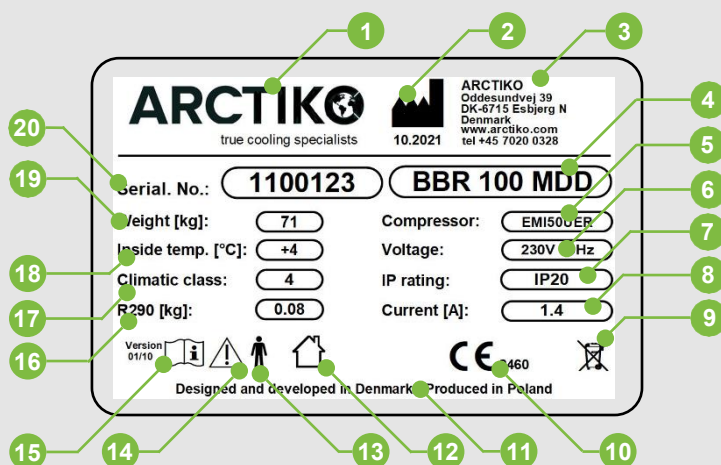 1
2
3
ARCTIKO
true cooling specialists
10.2021
ARCTIKO
Oddesundvej 39
DK-6715 Esbjerg N
Denmark
www.arctiko.com
tel +45 7020 0328
4
5
6
7
8
9
20
19
18
17
16
Serial. No.: 1100123 BBR 100 MDD
Weight [kg]: 71 Compressor: EMI50UER
Inside temp. [°C]: +4 Voltage: 230V Hz
Climatic class: 4 IP rating: IP20
R290 [kg]: 0.08 Current [A]: 1.4
Version
01/10
i
!
CE 0460
Designed and developed in Denmark Produced in Poland
15
14
13
12
11
10